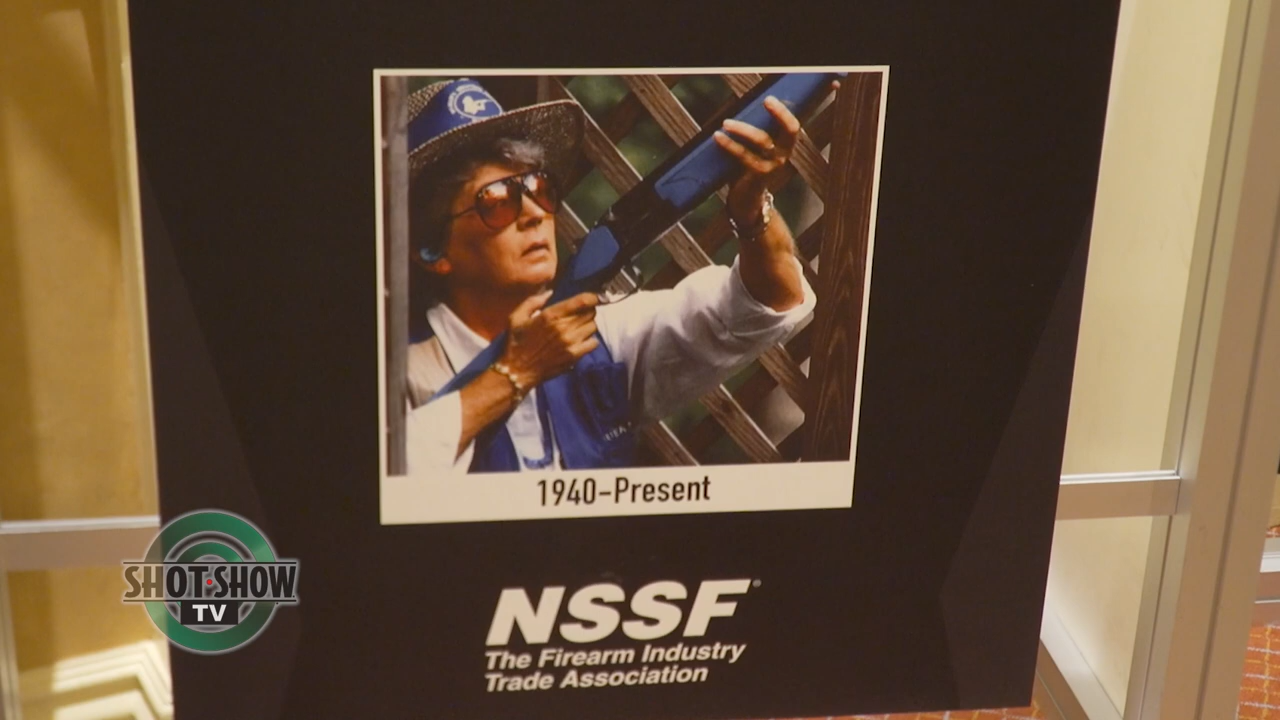 1940–Present
NSSF®
The Firearm Industry
Trade Association
SHOT SHOW
TV